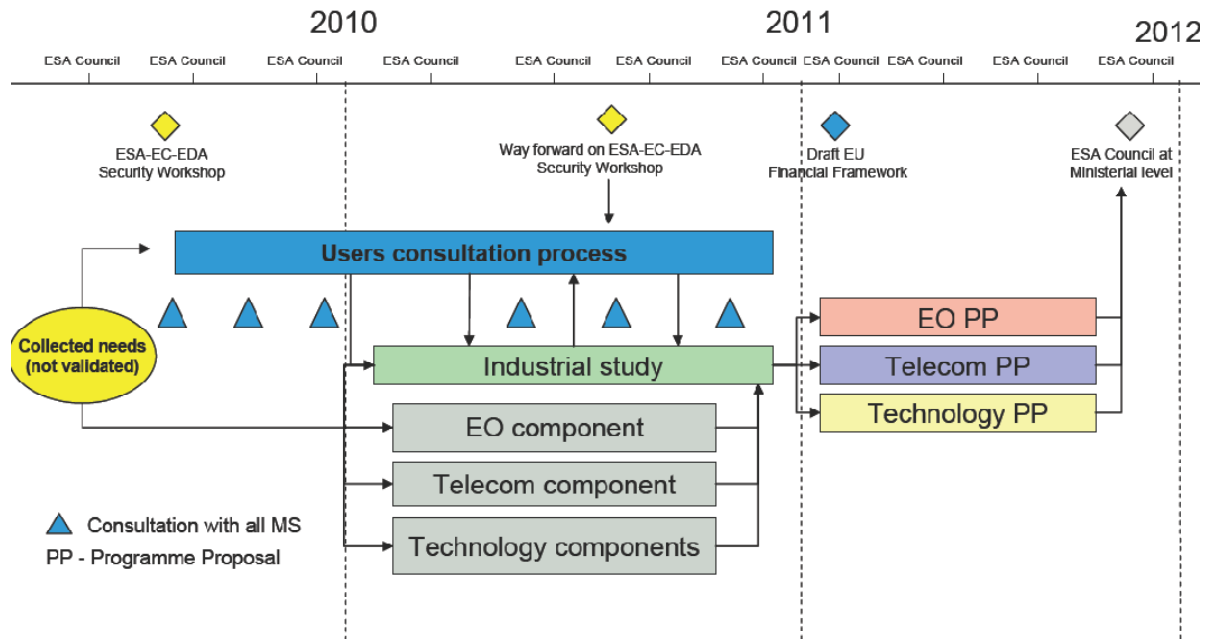 2010
2011
2012
ESA Council ESA Council ESA Council ESA Council ESA Council ESA Council ESA Council ESA Council ESA Council ESA Council ESA Council
ESA-EC-EDA
Security Workshop
Way forward on ESA-EC-EDA
Security Workshop
Draft EU
Financial Framework
ESA Council at
Ministerial level
Users consultation process
Collected needs
(not validated)
Industrial study
EO component
Telecom component
Technology components
EO PP
Telecom PP
Technology PP
Consultation with all MS
PP - Programme Proposal